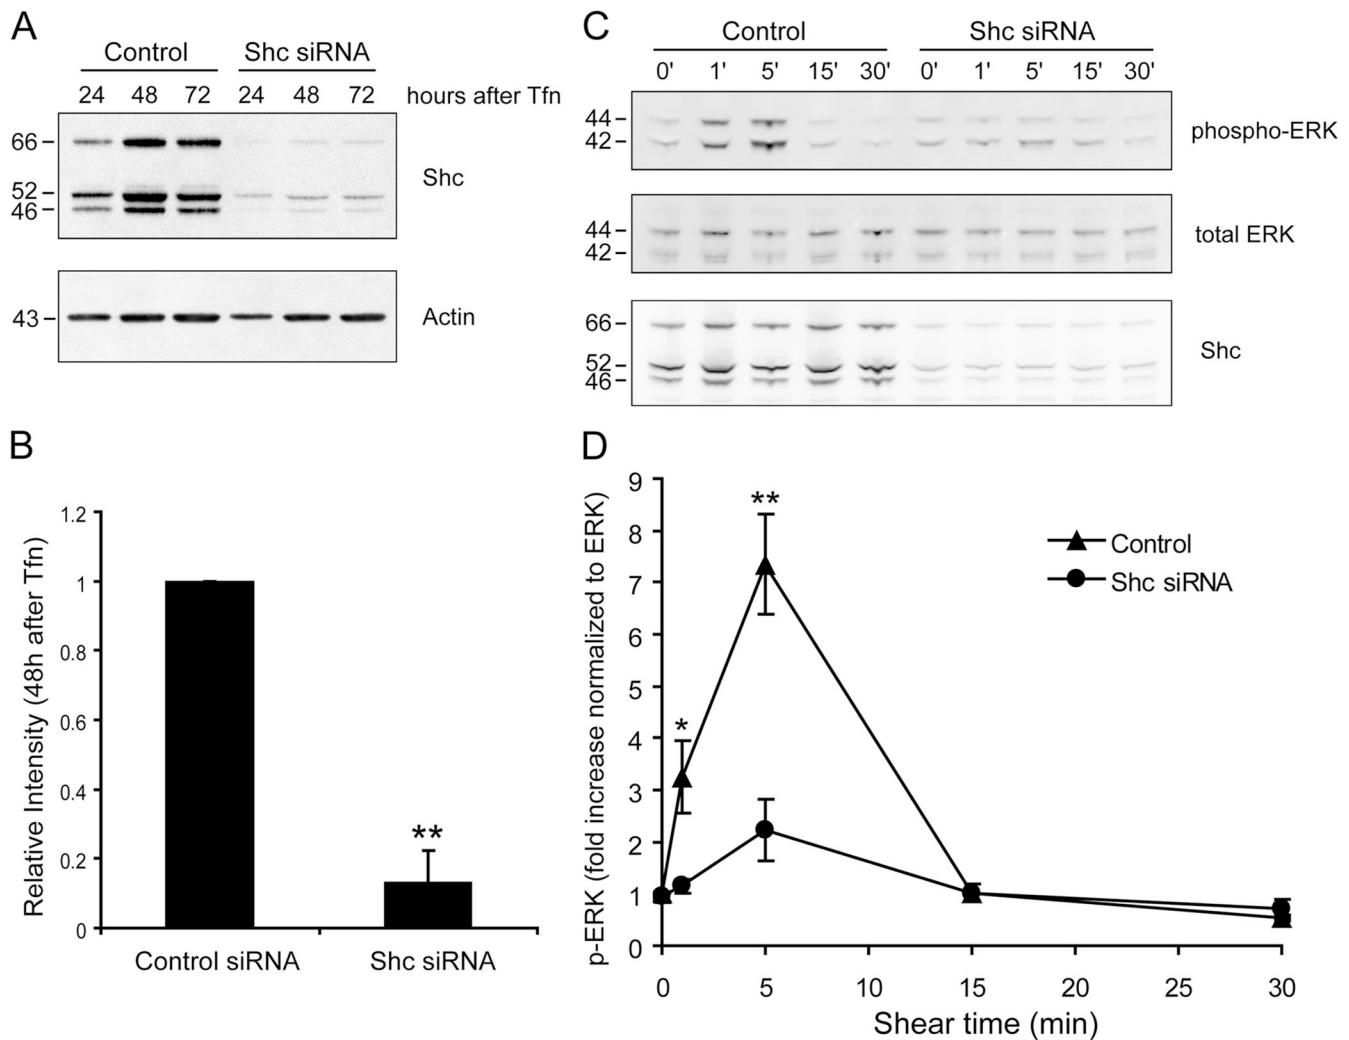 A
Control Shc siRNA
24 48 72 24 48 72 hours after Tfn
66
52
46
Shc
43
Actin
C
Control Shc siRNA
0' 1' 5' 15' 30' 0' 1' 5' 15' 30'
44
42
phospho-ERK
44
42
total ERK
66
52
46
Shc
B
Relative Intensity (48h after Tfn)
1.2
1
0.8
0.6
0.4
0.2
0
**
Control siRNA Shc siRNA
D
p-ERK (fold increase normalized to ERK)
9
8
7
6
5
4
3
2
1
0
*
**
Control
Shc siRNA
0 5 10 15 20 25 30
Shear time (min)